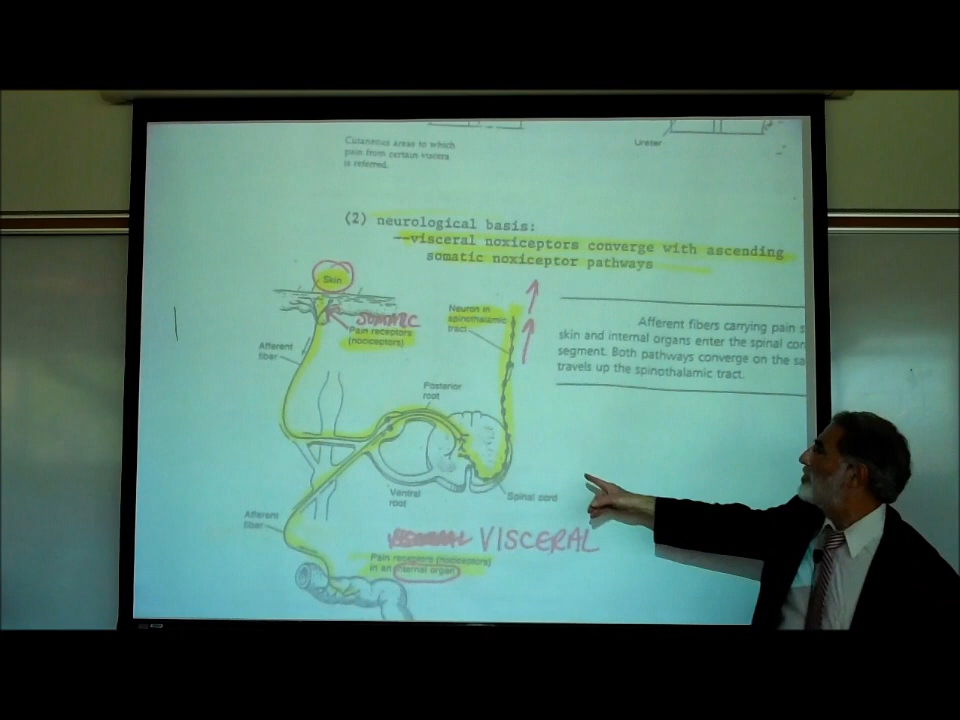 Cutaneous areas to which
pain from certain viscera
is referred.
Ureter
(2) neurological basis:
--visceral noxiceptors converge with ascending
somatic noxiceptor pathways
Skin
SOMATIC
Pain receptors
(nociceptors)
Afferent
fiber
Neuron in
spinothalamic
tract
Afferent fibers carrying pain s
skin and internal organs enter the spinal cor
segment. Both pathways converge on the sa
travels up the spinothalamic tract.
Posterior
root
Ventral
root
Spinal cord
Afferent
fiber
VISCERAL
Pain receptors (nociceptors)
in an internal organ